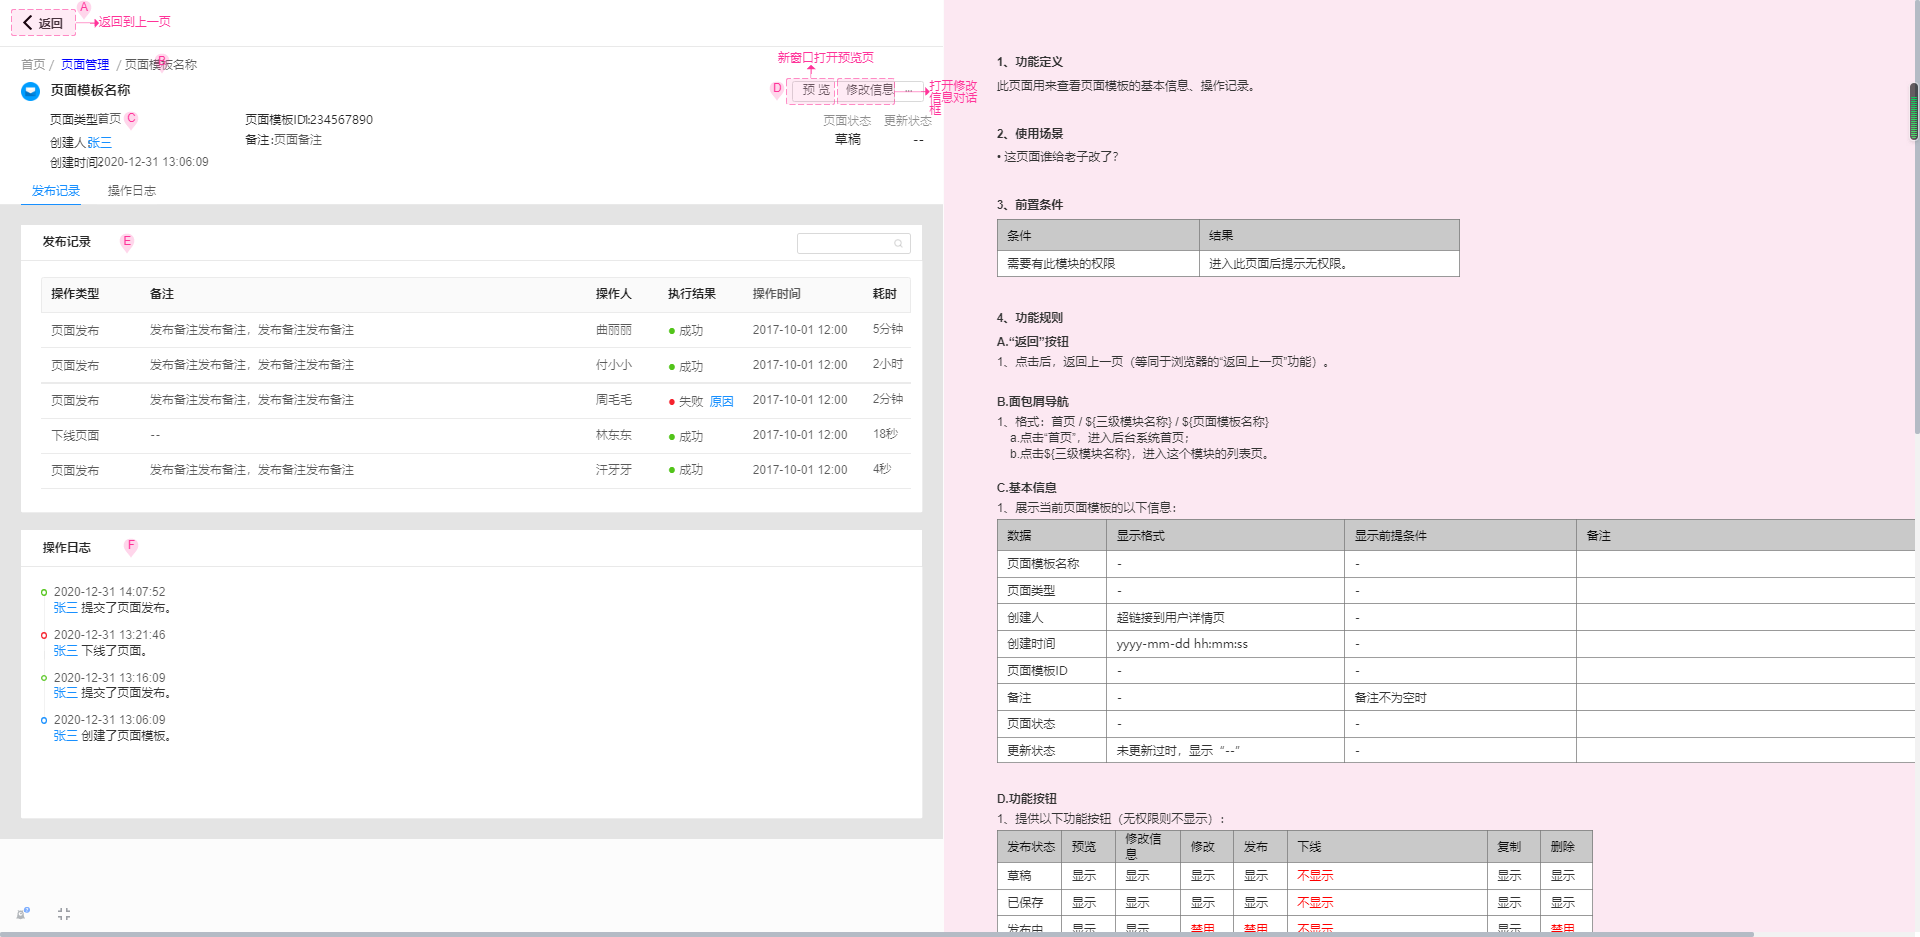 返回
A
返回到上一页
首页 / 页面管理 / 页面模板名称
B
新窗口打开预览页
页面模板名称
D
预 览
修改信息
...
打开修改
信息对话
框
页面类型
首页
C
页面模板ID
1234567890
页面状态
更新状态
创建人
张三
备注:页面备注
草稿
--
创建时间
2020-12-31 13:06:09
发布记录
操作日志
发布记录
E
操作类型 备注 操作人 执行结果 操作时间 耗时
页面发布 发布备注发布备注，发布备注发布备注 曲丽丽 成功 2017-10-01 12:00 5分钟
页面发布 发布备注发布备注，发布备注发布备注 付小小 成功 2017-10-01 12:00 2小时
页面发布 发布备注发布备注，发布备注发布备注 周毛毛 失败 原因 2017-10-01 12:00 2分钟
下线页面 -- 林东东 成功 2017-10-01 12:00 18秒
页面发布 发布备注发布备注，发布备注发布备注 汗牙牙 成功 2017-10-01 12:00 4秒
操作日志
F
2020-12-31 14:07:52
张三 提交了页面发布。
2020-12-31 13:21:46
张三 下线了页面。
2020-12-31 13:16:09
张三 提交了页面发布。
2020-12-31 13:06:09
张三 创建了页面模板。
1、功能定义
此页面用来查看页面模板的基本信息、操作记录。
2、使用场景
• 这页面谁给老子改了？
3、前置条件
条件 结果
需要有此模块的权限 进入此页面后提示无权限。
4、功能规则
A.“返回”按钮
1、点击后，返回上一页（等同于浏览器的“返回上一页”功能）。
B.面包屑导航
1、格式：首页 / ${三级模块名称} / ${页面模板名称}
a.点击“首页”，进入后台系统首页；
b.点击${三级模块名称}，进入这个模块的列表页。
C.基本信息
1、展示当前页面模板的以下信息：
数据 显示格式 显示前提条件 备注
页面模板名称 - -
页面类型 - -
创建人 超链接到用户详情页 -
创建时间 yyyy-mm-dd hh:mm:ss -
页面模板ID - -
备注 - 备注不为空时
页面状态 - -
更新状态 未更新过时，显示“--” -
D.功能按钮
1、提供以下功能按钮（无权限则不显示）：
发布状态 预览 修改信息 修改 发布 下线 复制 删除
草稿 显示 显示 显示 显示 不显示 显示 显示
已保存 显示 显示 显示 显示 不显示 显示 显示
发布中 显示 显示 禁用 禁用 不显示 显示 禁用